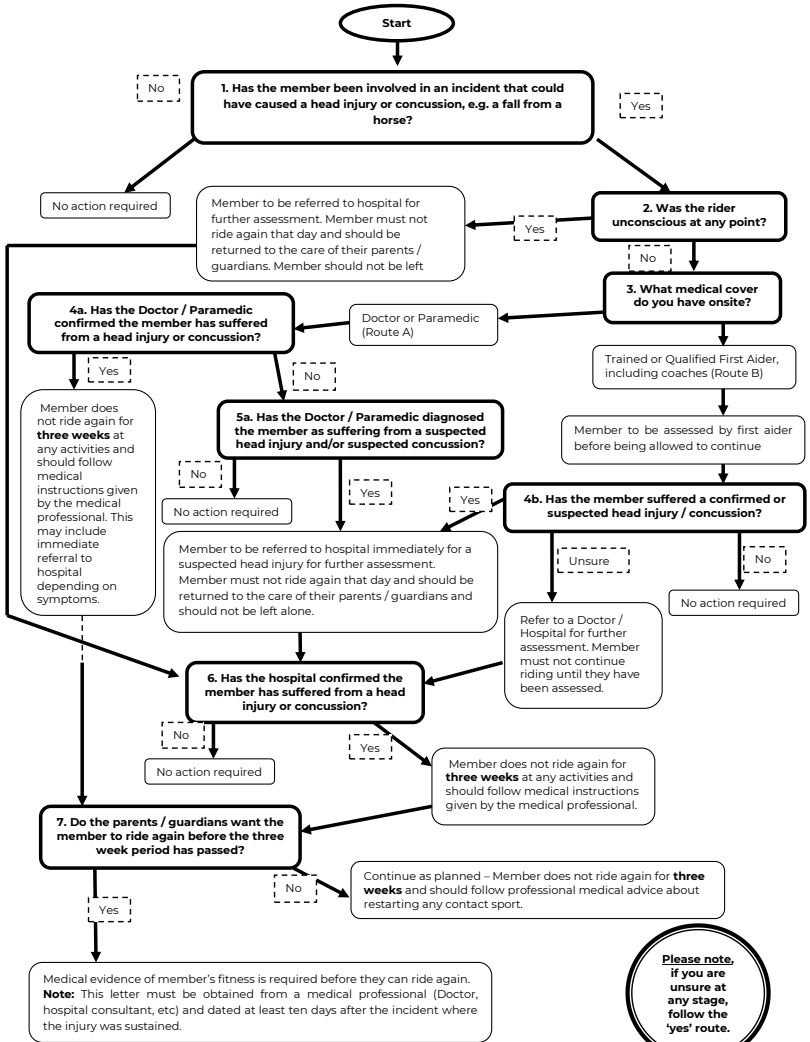 Start
No
1. Has the member been involved in an incident that could
have caused a head injury or concussion, e.g. a fall from a
horse?
Yes
No action required
Member to be referred to hospital for
further assessment. Member must not
ride again that day and should be
returned to the care of their parents /
guardians. Member should not be left
Yes
2. Was the rider
unconscious at any point?
No
3. What medical cover
do you have onsite?
4a. Has the Doctor / Paramedic
confirmed the member has suffered
from a head injury or concussion?
Doctor or Paramedic
(Route A)
Trained or Qualified First Aider,
including coaches (Route B)
Yes
No
Member does
not ride again for
three weeks at
any activities and
should follow
medical
instructions given
by the medical
professional. This
may include
immediate
referral to
hospital
depending on
symptoms.
5a. Has the Doctor / Paramedic diagnosed
the member as suffering from a suspected
head injury and/or suspected concussion?
Member to be assessed by first aider
before being allowed to continue
No
Yes
Yes
No action required
4b. Has the member suffered a confirmed or
suspected head injury / concussion?
Member to be referred to hospital immediately for a
suspected head injury for further assessment.
Member must not ride again that day and should be
returned to the care of their parents / guardians and
should not be left alone.
Unsure
No
No action required
Refer to a Doctor /
Hospital for further
assessment. Member
must not continue
riding until they have
been assessed.
6. Has the hospital confirmed the
member has suffered from a head
injury or concussion?
No
Yes
No action required
Member does not ride again for
three weeks at any activities and
should follow medical instructions
given by the medical professional.
7. Do the parents / guardians want the
member to ride again before the three
week period has passed?
No
Continue as planned – Member does not ride again for three
weeks and should follow professional medical advice about
restarting any contact sport.
Yes
Medical evidence of member's fitness is required before they can ride again.
Note: This letter must be obtained from a medical professional (Doctor,
hospital consultant, etc) and dated at least ten days after the incident where
the injury was sustained.
Please note,
if you are
unsure at
any stage,
follow the
'yes' route.